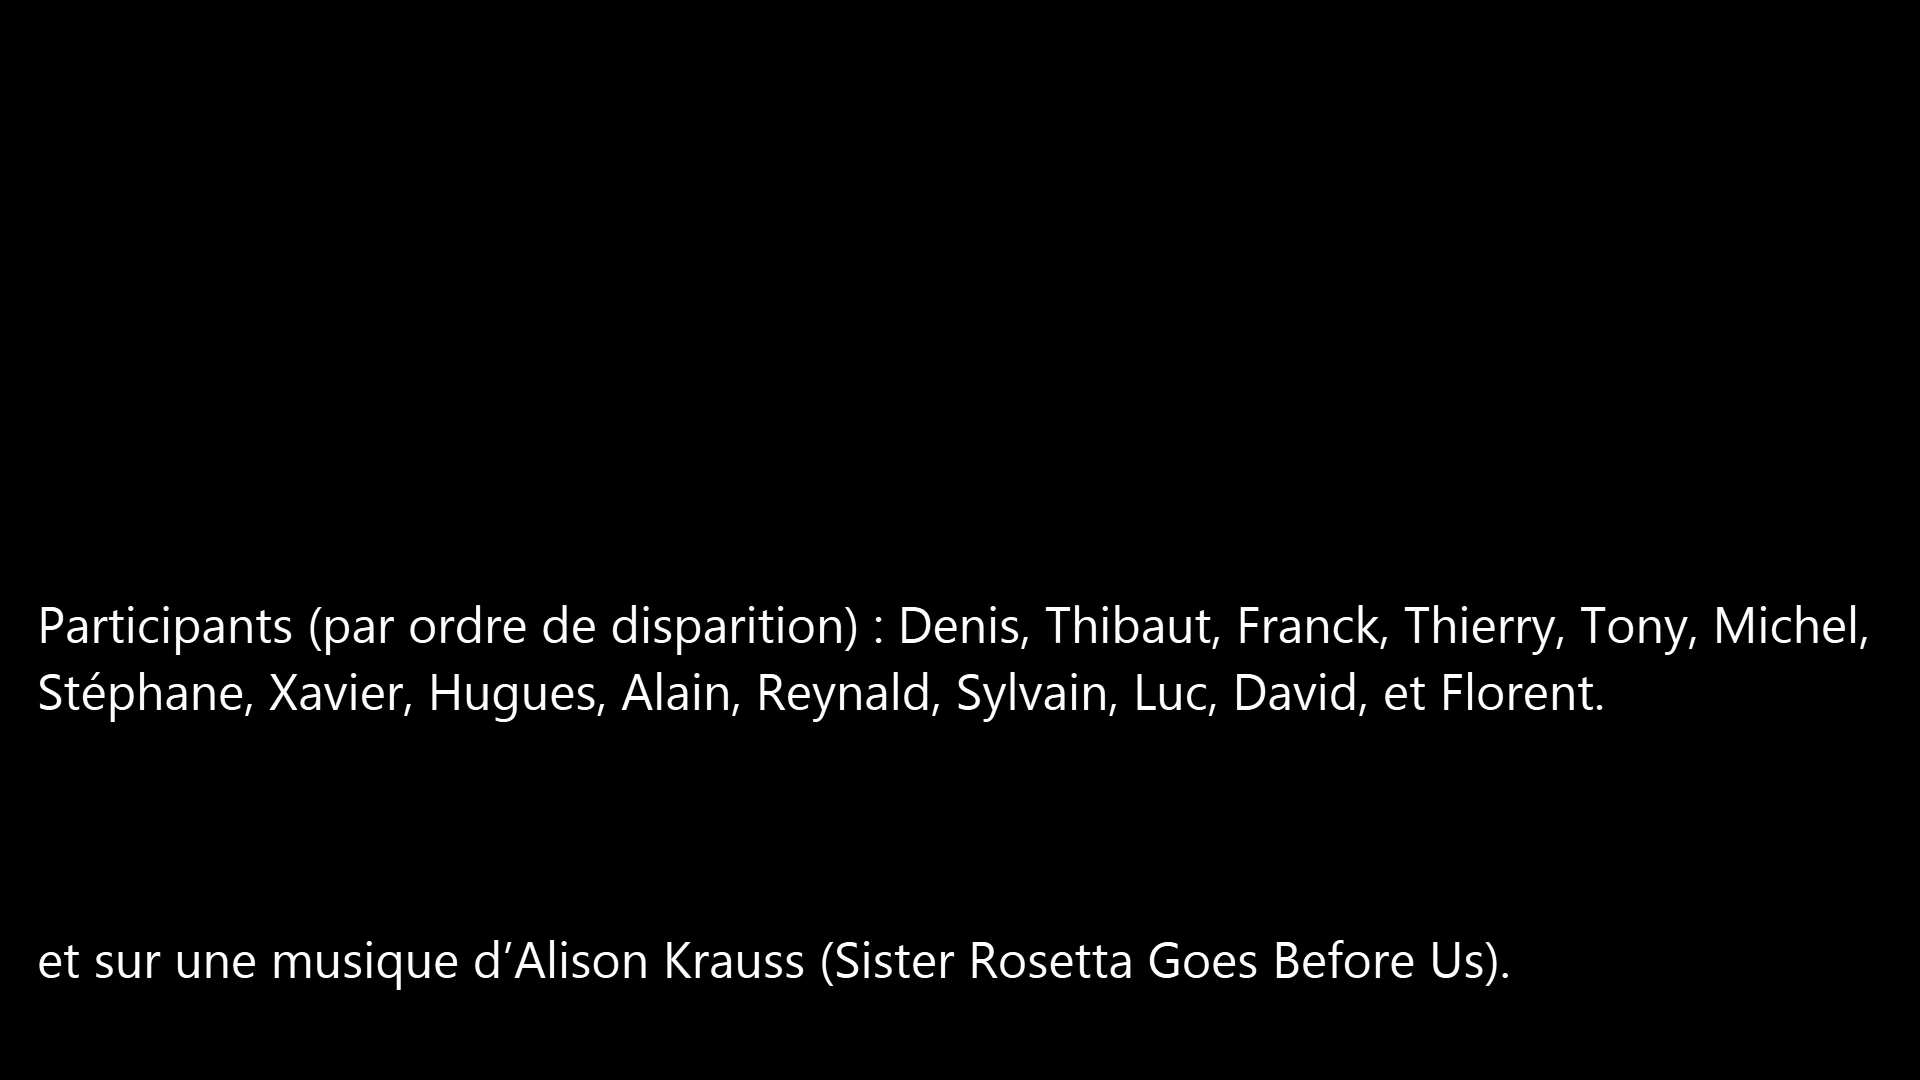 Participants (par ordre de disparition) : Denis, Thibaut, Franck, Thierry, Tony, Michel,
Stéphane, Xavier, Hugues, Alain, Reynald, Sylvain, Luc, David, et Florent.
et sur une musique d’Alison Krauss (Sister Rosetta Goes Before Us).